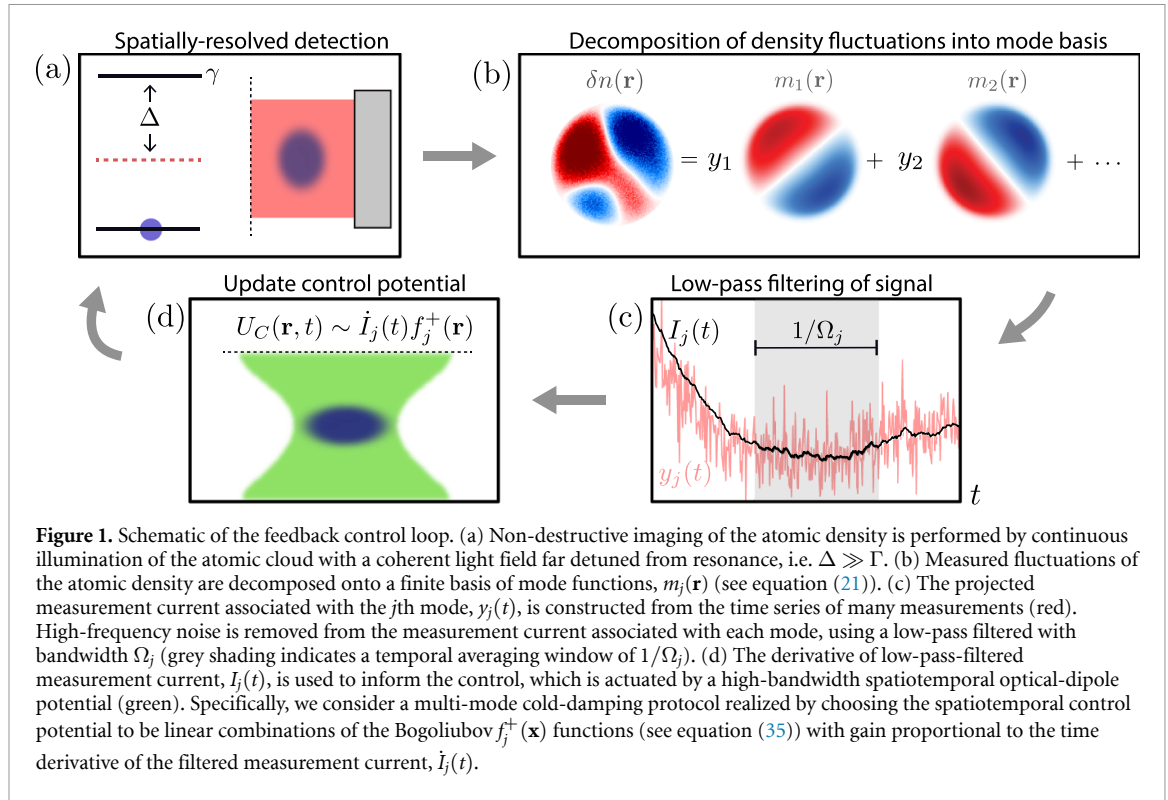 Spatially-resolved detection
(a)
γ
Δ
Decomposition of density fluctuations into mode basis
(b)
δn(r) m₁(r) m₂(r)
= y₁ + y₂ + ...
Update control potential
(d)
U_C(r, t) ∼ İ_j(t) f_j^+(r)
Low-pass filtering of signal
(c)
I_j(t)
1/Ω_j
y_j(t)
t
Figure 1. Schematic of the feedback control loop. (a) Non-destructive imaging of the atomic density is performed by continuous
illumination of the atomic cloud with a coherent light field far detuned from resonance, i.e. Δ ≫ Γ. (b) Measured fluctuations of
the atomic density are decomposed onto a finite basis of mode functions, m_j(r) (see equation (21)). (c) The projected
measurement current associated with the jth mode, y_j(t), is constructed from the time series of many measurements (red).
High-frequency noise is removed from the measurement current associated with each mode, using a low-pass filtered with
bandwidth Ω_j (grey shading indicates a temporal averaging window of 1/Ω_j). (d) The derivative of low-pass-filtered
measurement current, I_j(t), is used to inform the control, which is actuated by a high-bandwidth spatiotemporal optical-dipole
potential (green). Specifically, we consider a multi-mode cold-damping protocol realized by choosing the spatiotemporal control
potential to be linear combinations of the Bogoliubov f_j^+(x) functions (see equation (35)) with gain proportional to the time
derivative of the filtered measurement current, İ_j(t).